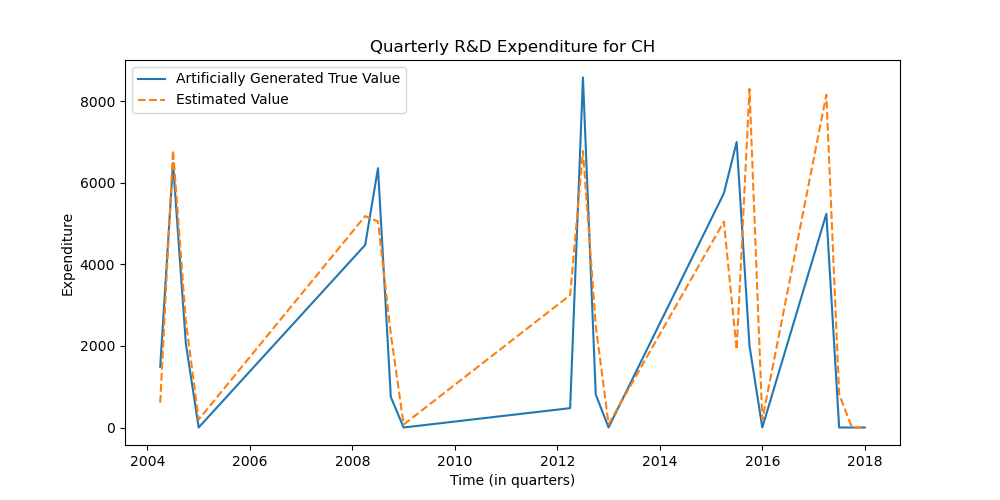 Quarterly R&D Expenditure for CH
Artificially Generated True Value
Estimated Value
8000
6000
4000
2000
0
Expenditure
2004 2006 2008 2010 2012 2014 2016 2018
Time (in quarters)